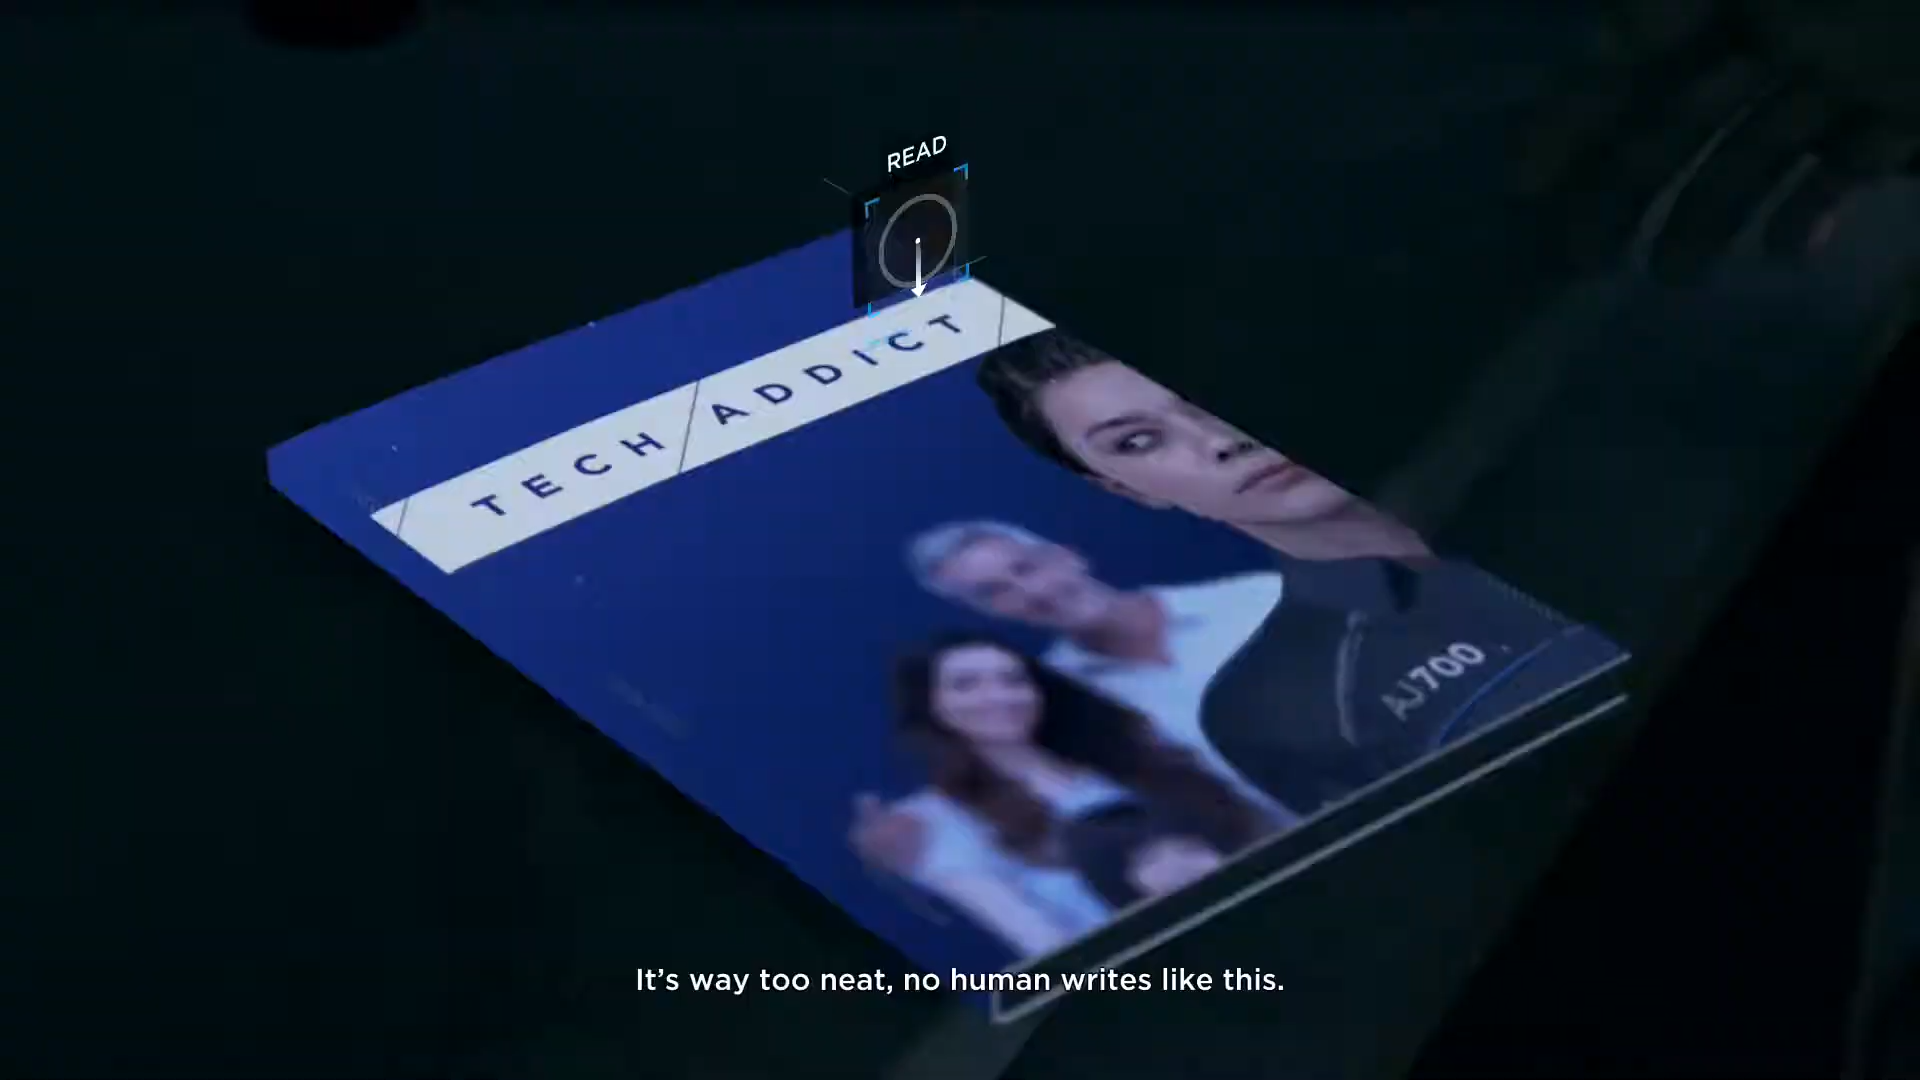 READ
TECH ADDICT
AJ700
It's way too neat, no human writes like this.